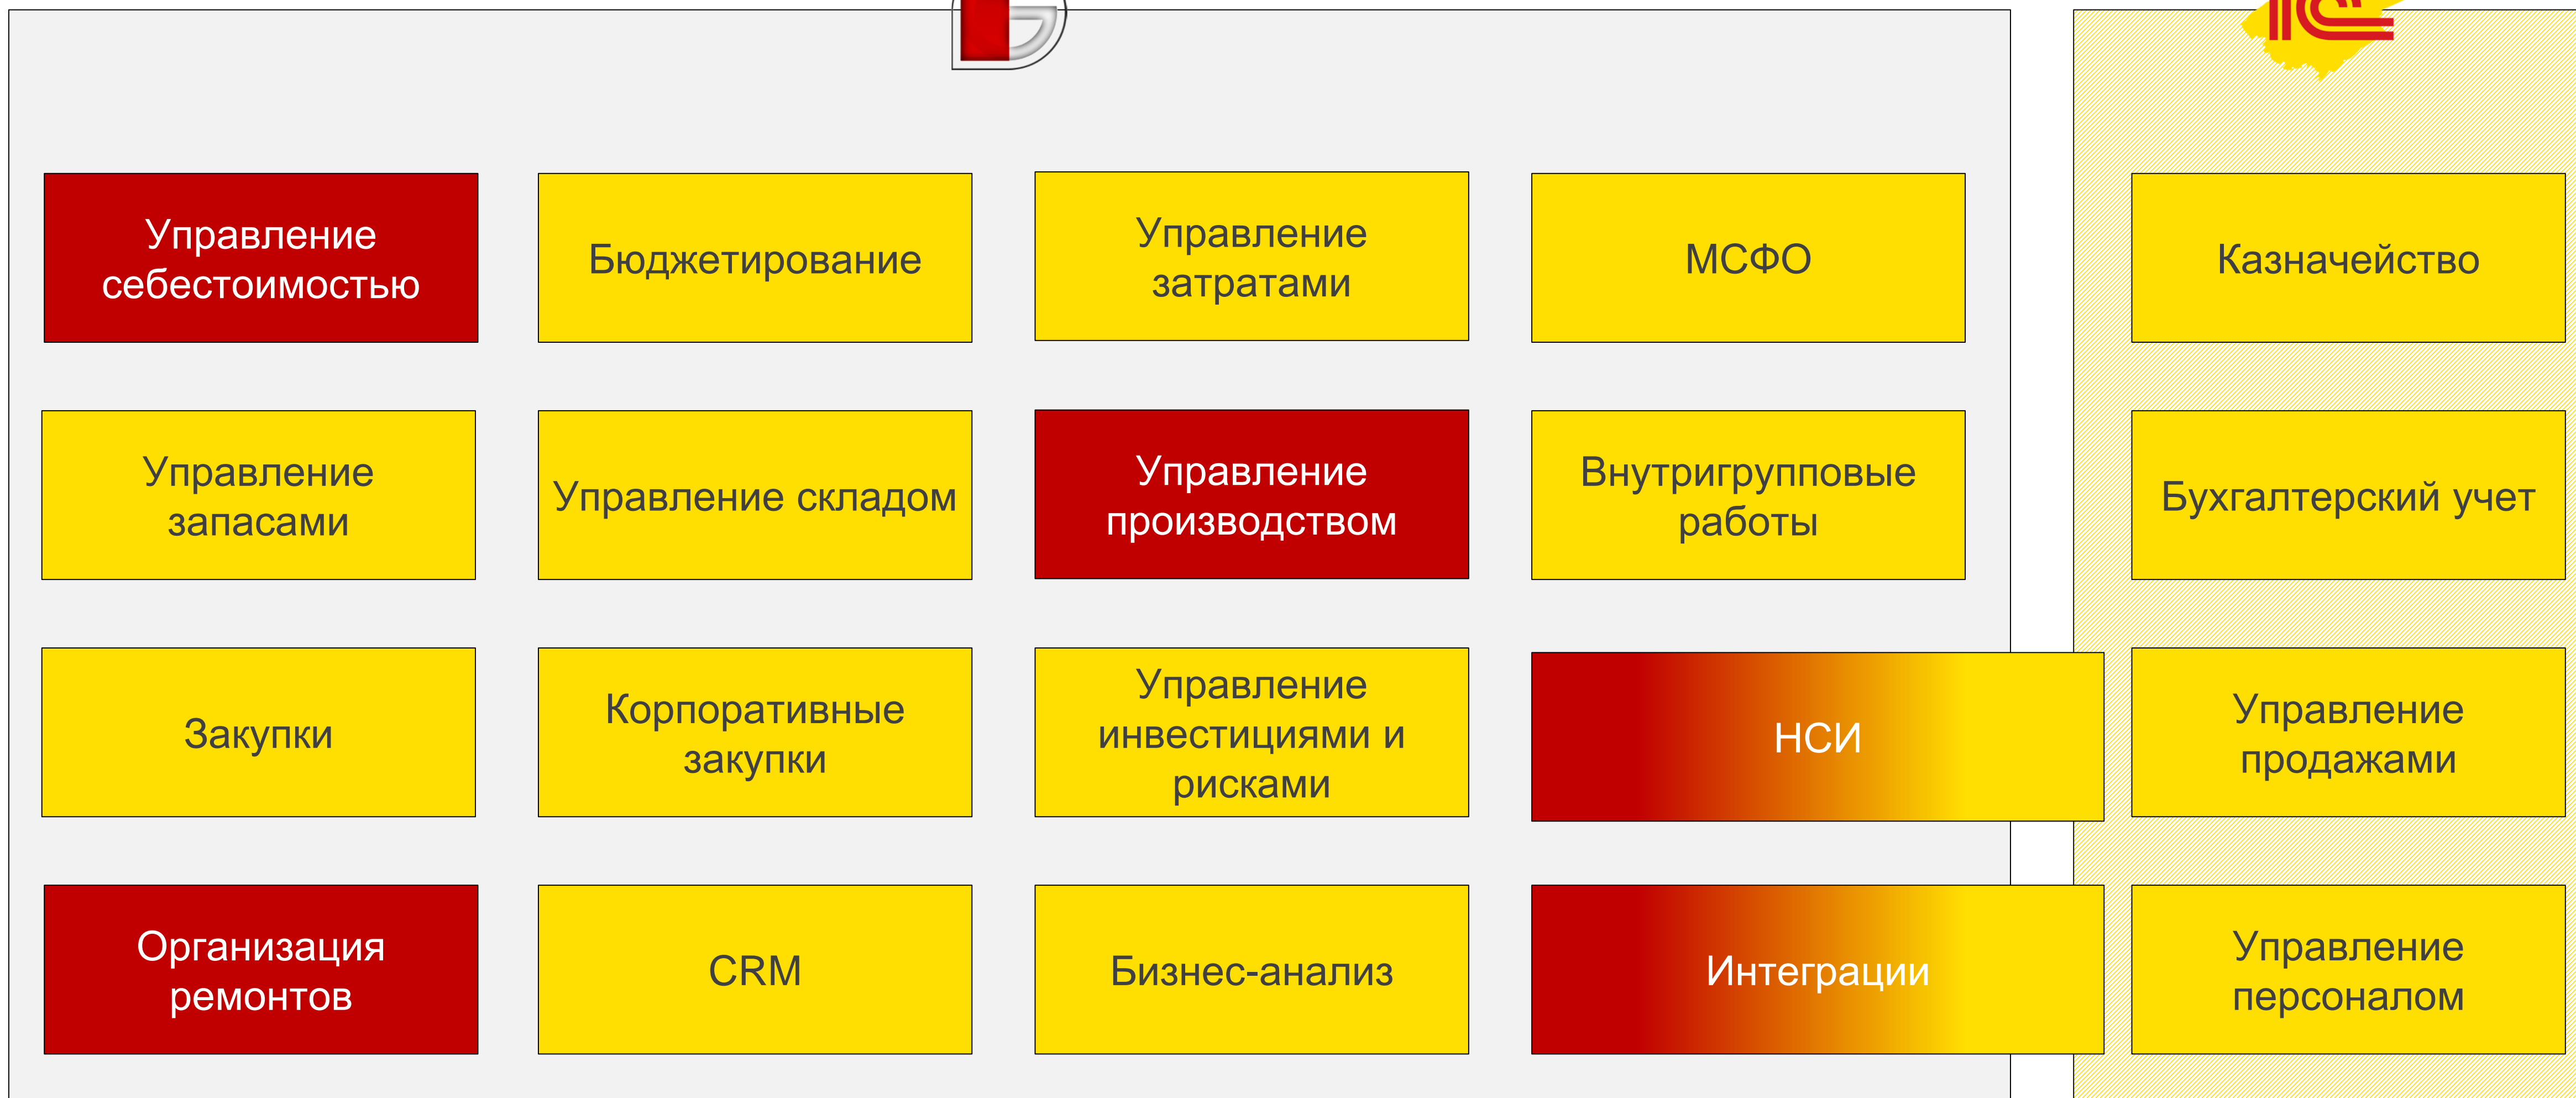 Управление
себестоимостью
Бюджетирование
Управление
затратами
МСФО
Казначейство
Управление
запасами
Управление складом
Управление
производством
Внутригрупповые
работы
Бухгалтерский учет
Закупки
Корпоративные
закупки
Управление
инвестициями и
рисками
НСИ
Управление
продажами
Организация
ремонтов
CRM
Бизнес-анализ
Интеграции
Управление
персоналом